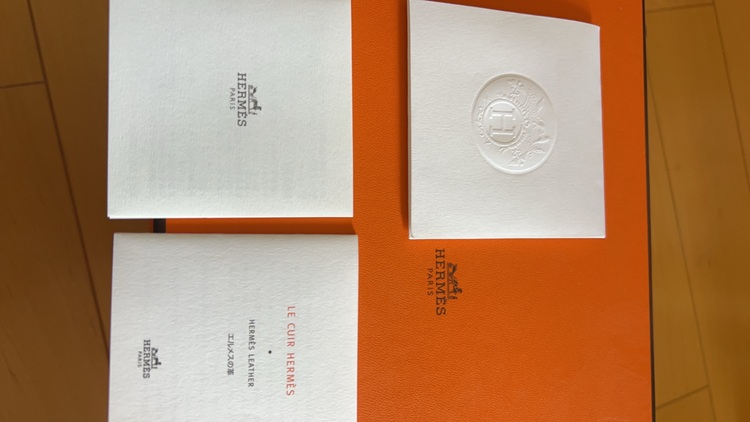 HERMÈS
PARIS
H
HERMÈS
PARIS
LE CUIR HERMÈS
•
HERMÈS LEATHER
エルメスの革
HERMÈS
PARIS